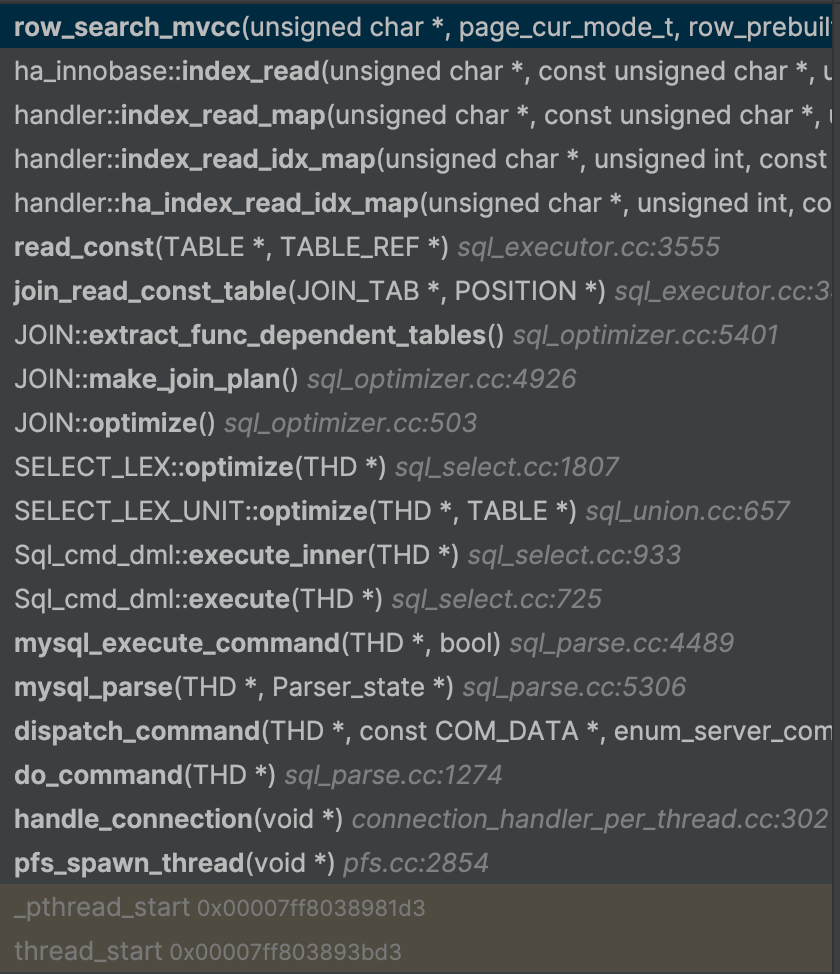 row_search_mvcc(unsigned char *, page_cur_mode_t, row_prebuil
ha_innobase::index_read(unsigned char *, const unsigned char *, u
handler::index_read_map(unsigned char *, const unsigned char *, u
handler::index_read_idx_map(unsigned char *, unsigned int, const
handler::ha_index_read_idx_map(unsigned char *, unsigned int, co
read_const(TABLE *, TABLE_REF *) sql_executor.cc:3555
join_read_const_table(JOIN_TAB *, POSITION *) sql_executor.cc:3
JOIN::extract_func_dependent_tables() sql_optimizer.cc:5401
JOIN::make_join_plan() sql_optimizer.cc:4926
JOIN::optimize() sql_optimizer.cc:503
SELECT_LEX::optimize(THD *) sql_select.cc:1807
SELECT_LEX_UNIT::optimize(THD *, TABLE *) sql_union.cc:657
Sql_cmd_dml::execute_inner(THD *) sql_select.cc:933
Sql_cmd_dml::execute(THD *) sql_select.cc:725
mysql_execute_command(THD *, bool) sql_parse.cc:4489
mysql_parse(THD *, Parser_state *) sql_parse.cc:5306
dispatch_command(THD *, const COM_DATA *, enum_server_com
do_command(THD *) sql_parse.cc:1274
handle_connection(void *) connection_handler_per_thread.cc:302
pfs_spawn_thread(void *) pfs.cc:2854
_pthread_start 0x00007ff8038981d3
thread_start 0x00007ff803893bd3